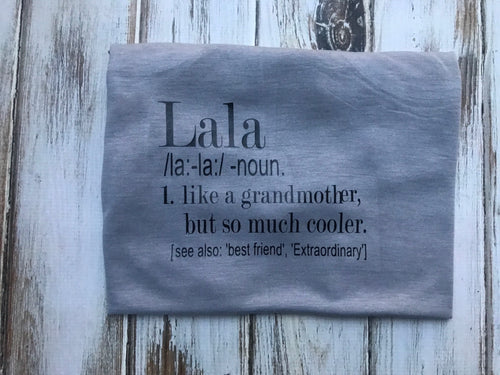 Lala
/la:-la:/ -noun.
1. like a grandmother,
but so much cooler.
[see also: 'best friend', 'Extraordinary']